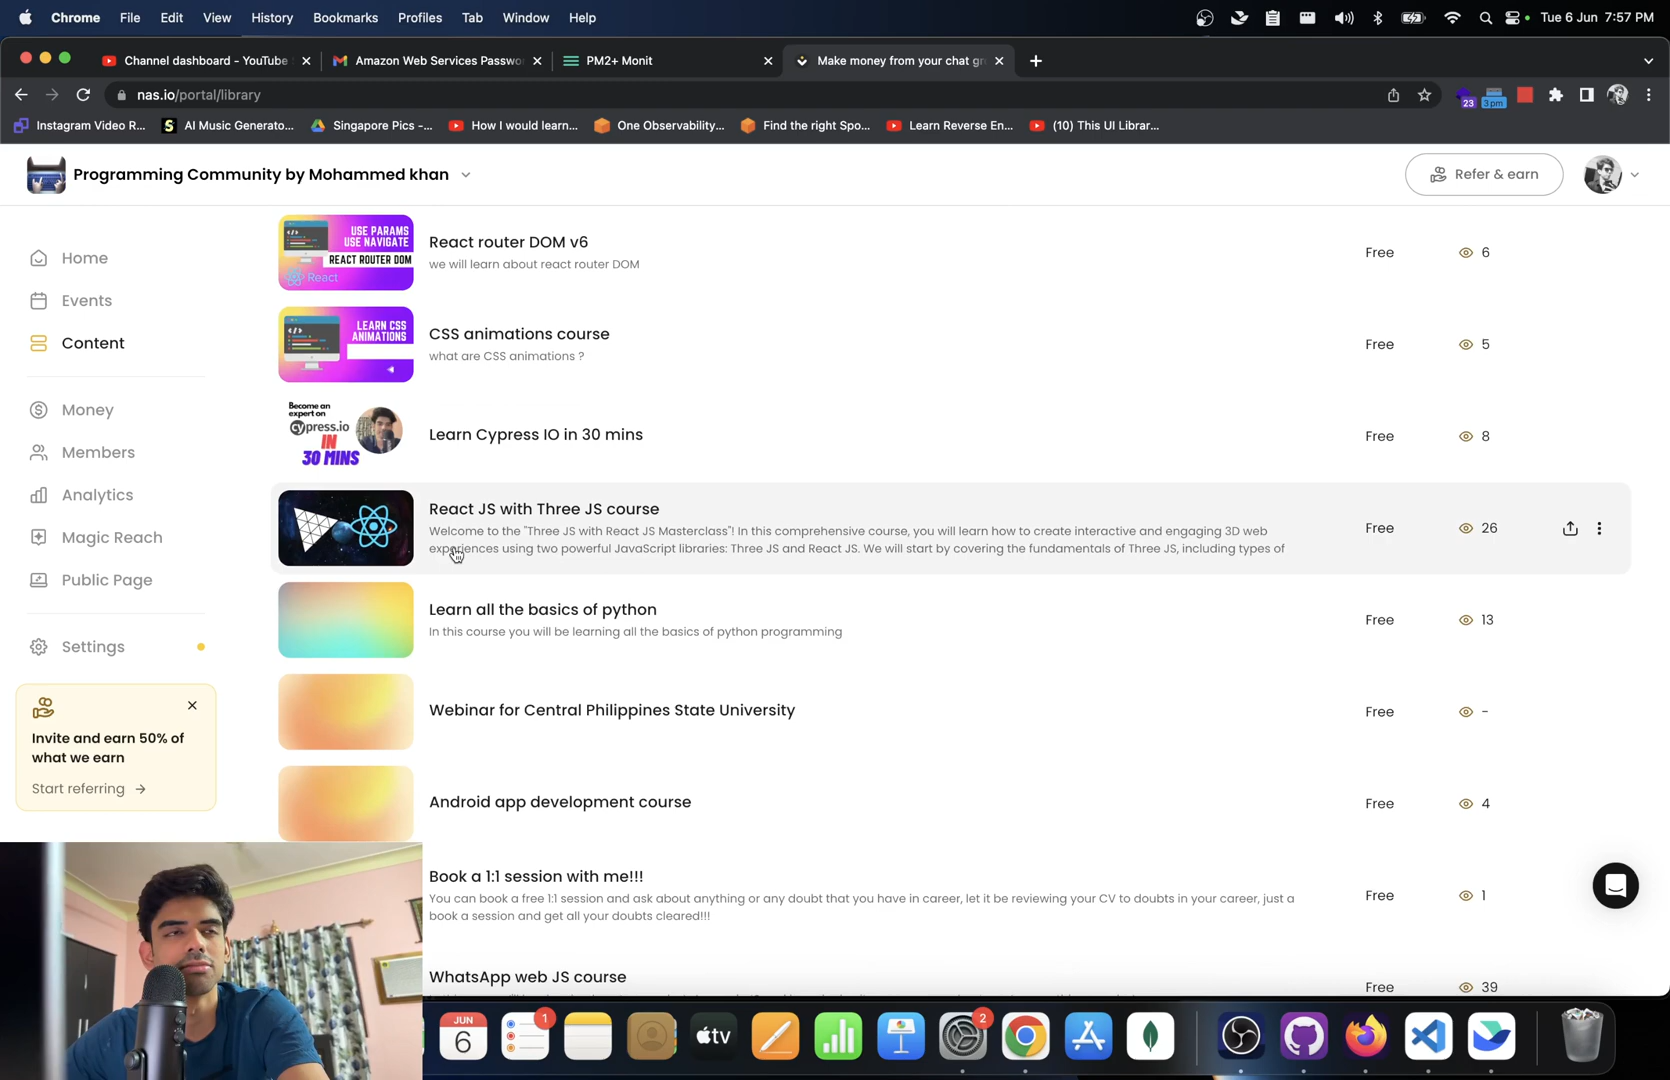 Chrome File Edit View History Bookmarks Profiles Tab Window Help
Tue 6 Jun 7:57 PM
Channel dashboard - YouTube
Amazon Web Services Passwo
PM2+ Monit
Make money from your chat gr
nas.io/portal/library
23
3pm
Instagram Video R...
AI Music Generato...
Singapore Pics -...
How I would learn...
One Observability...
Find the right Spo...
Learn Reverse En...
(10) This UI Librar...
Programming Community by Mohammed khan
Refer & earn
Home
Events
Content
Money
Members
Analytics
Magic Reach
Public Page
Settings
Invite and earn 50% of
what we earn
Start referring →
USE PARAMS
USE NAVIGATE
REACT ROUTER DOM
React
React router DOM v6
we will learn about react router DOM
Free
6
LEARN CSS
ANIMATIONS
CSS animations course
what are CSS animations ?
Free
5
Become an
expert on
cypress.io
IN
30 MINS
Learn Cypress IO in 30 mins
Free
8
React JS with Three JS course
Welcome to the "Three JS with React JS Masterclass"! In this comprehensive course, you will learn how to create interactive and engaging 3D web
experiences using two powerful JavaScript libraries: Three JS and React JS. We will start by covering the fundamentals of Three JS, including types of
Free
26
Learn all the basics of python
In this course you will be learning all the basics of python programming
Free
13
Webinar for Central Philippines State University
Free
-
Android app development course
Free
4
Book a 1:1 session with me!!!
You can book a free 1:1 session and ask about anything or any doubt that you have in career, let it be reviewing your CV to doubts in your career, just a
book a session and get all your doubts cleared!!!
Free
1
WhatsApp web JS course
Free
39
JUN
6
1
tv
2